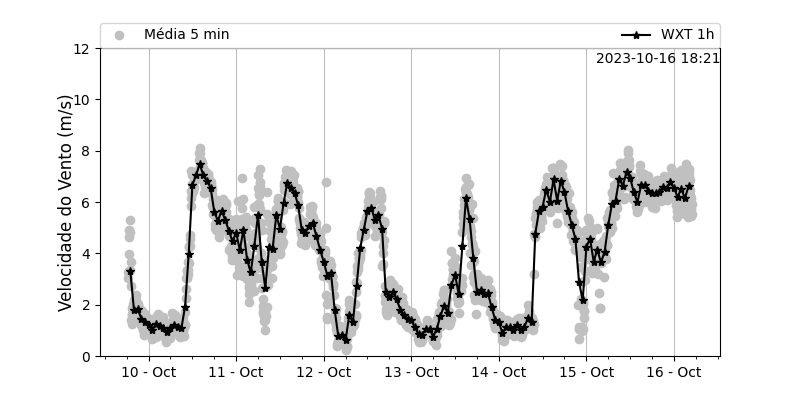 Média 5 min
WXT 1h
2023-10-16 18:21
Velocidade do Vento (m/s)
12
10
8
6
4
2
0
10 - Oct
11 - Oct
12 - Oct
13 - Oct
14 - Oct
15 - Oct
16 - Oct